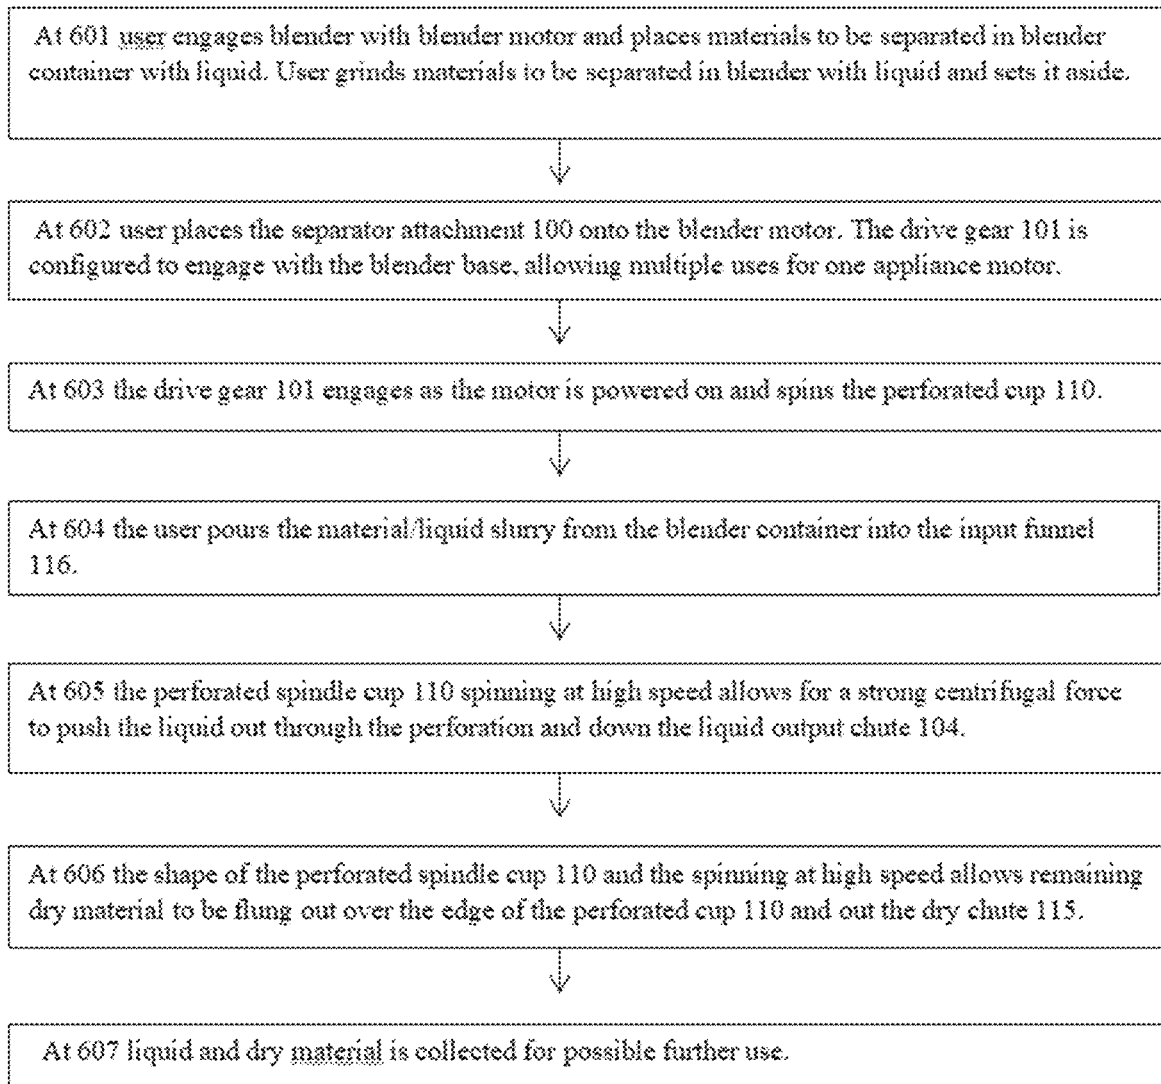 At 601 user engages blender with blender motor and places materials to be separated in blender
container with liquid. User grinds materials to be separated in blender with liquid and sets it aside.
At 602 user places the separator attachment 100 onto the blender motor. The drive gear 101 is
configured to engage with the blender base, allowing multiple uses for one appliance motor.
At 603 the drive gear 101 engages as the motor is powered on and spins the perforated cup 110.
At 604 the user pours the material/liquid slurry from the blender container into the input funnel
116.
At 605 the perforated spindle cup 110 spinning at high speed allows for a strong centrifugal force
to push the liquid out through the perforation and down the liquid output chute 104.
At 606 the shape of the perforated spindle cup 110 and the spinning at high speed allows remaining
dry material to be flung out over the edge of the perforated cup 110 and out the dry chute 115.
At 607 liquid and dry material is collected for possible further use.